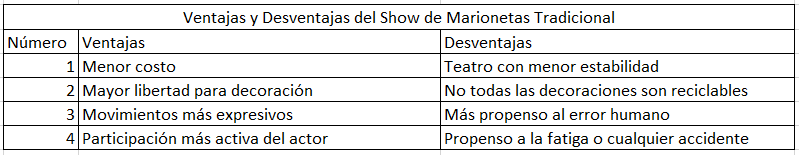 Ventajas y Desventajas del Show de Marionetas Tradicional
Número Ventajas Desventajas
1 Menor costo Teatro con menor estabilidad
2 Mayor libertad para decoración No todas las decoraciones son reciclables
3 Movimientos más expresivos Más propenso al error humano
4 Participación más activa del actor Propenso a la fatiga o cualquier accidente